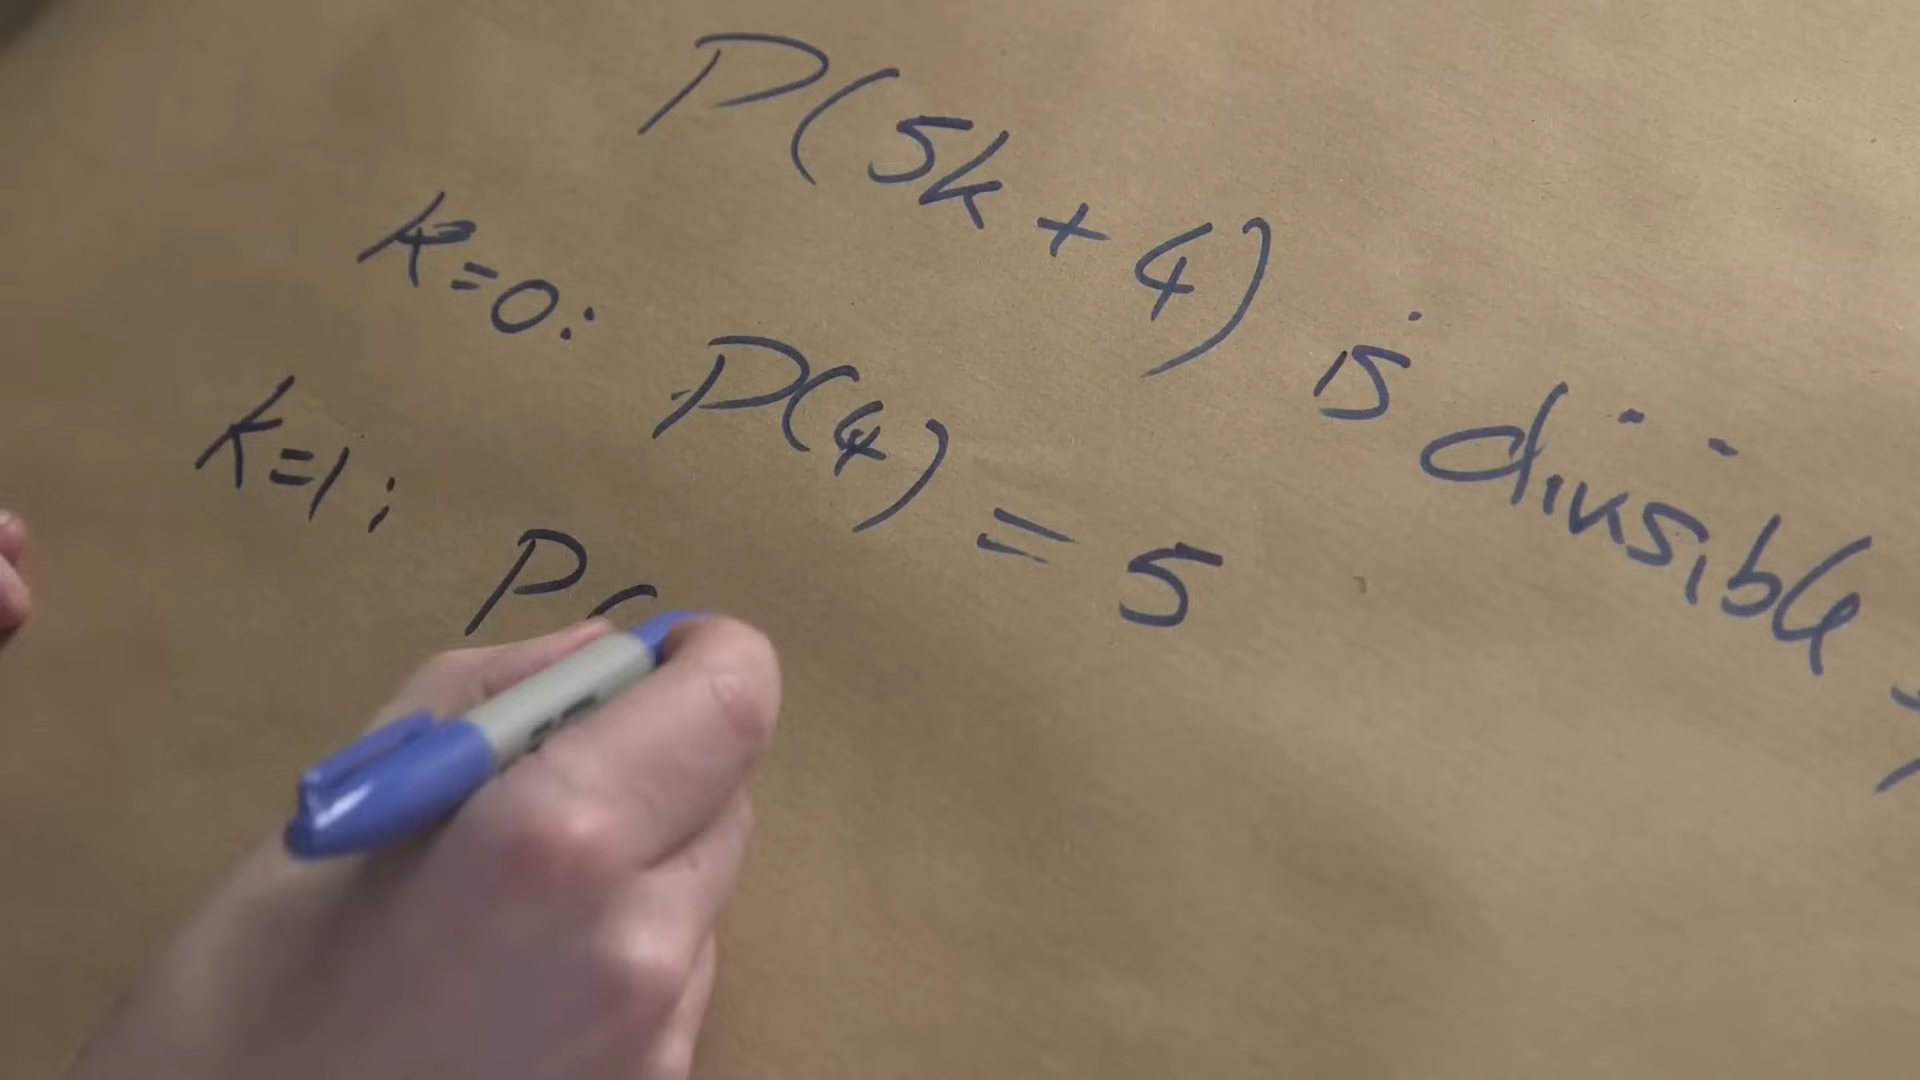 P(5k + 4) is divisible
k=0: P(4) = 5
k=1: P(